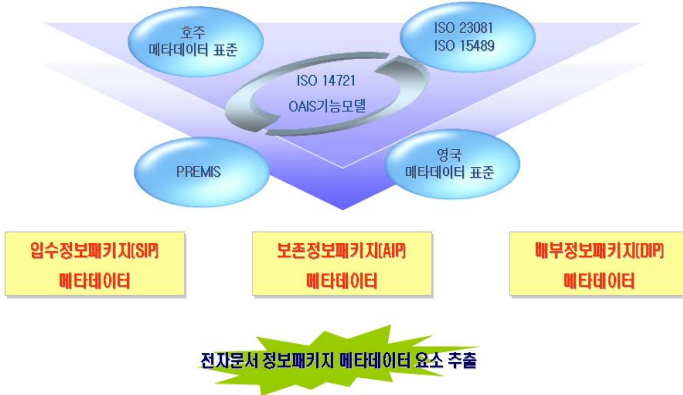 호주
메타데이터 표준
ISO 23081
ISO 15489
ISO 14721
OAIS기능모델
PREMIS
영국
메타데이터 표준
입수정보패키지(SIP)
메타데이터
보존정보패키지(AIP)
메타데이터
배부정보패키지(DIP)
메타데이터
전자문서 정보패키지 메타데이터 요소 추출